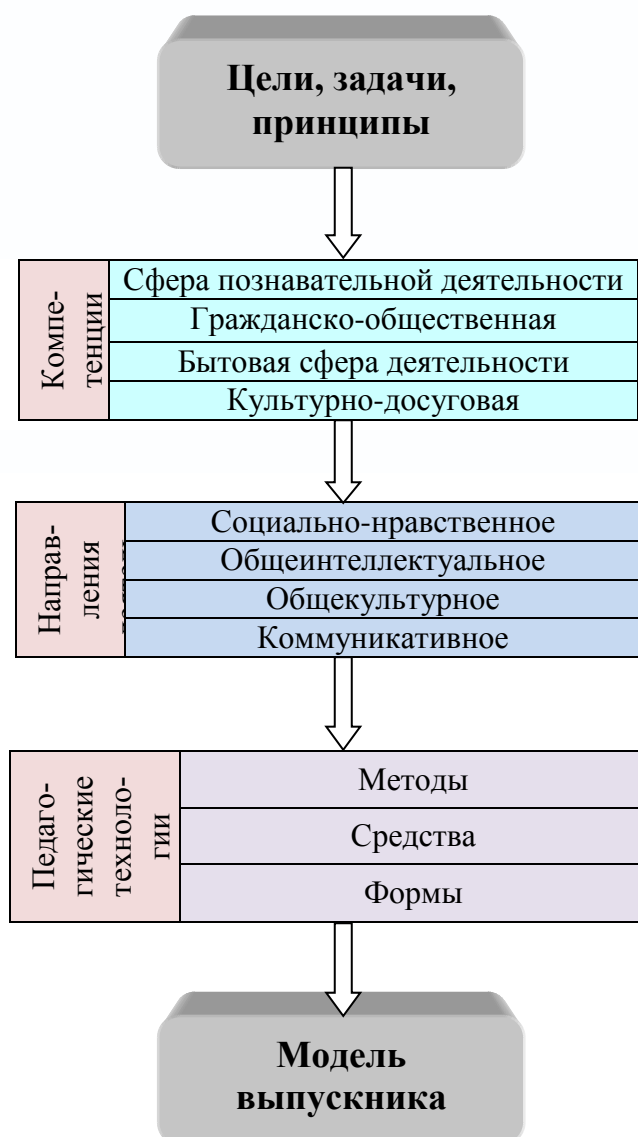 Цели, задачи,
принципы
Компе-
тенции
Сфера познавательной деятельности
Гражданско-общественная
Бытовая сфера деятельности
Культурно-досуговая
Направ-
ления
Социально-нравственное
Общеинтеллектуальное
Общекультурное
Коммуникативное
Педаго-
гические
техноло-
гии
Методы
Средства
Формы
Модель
выпускника